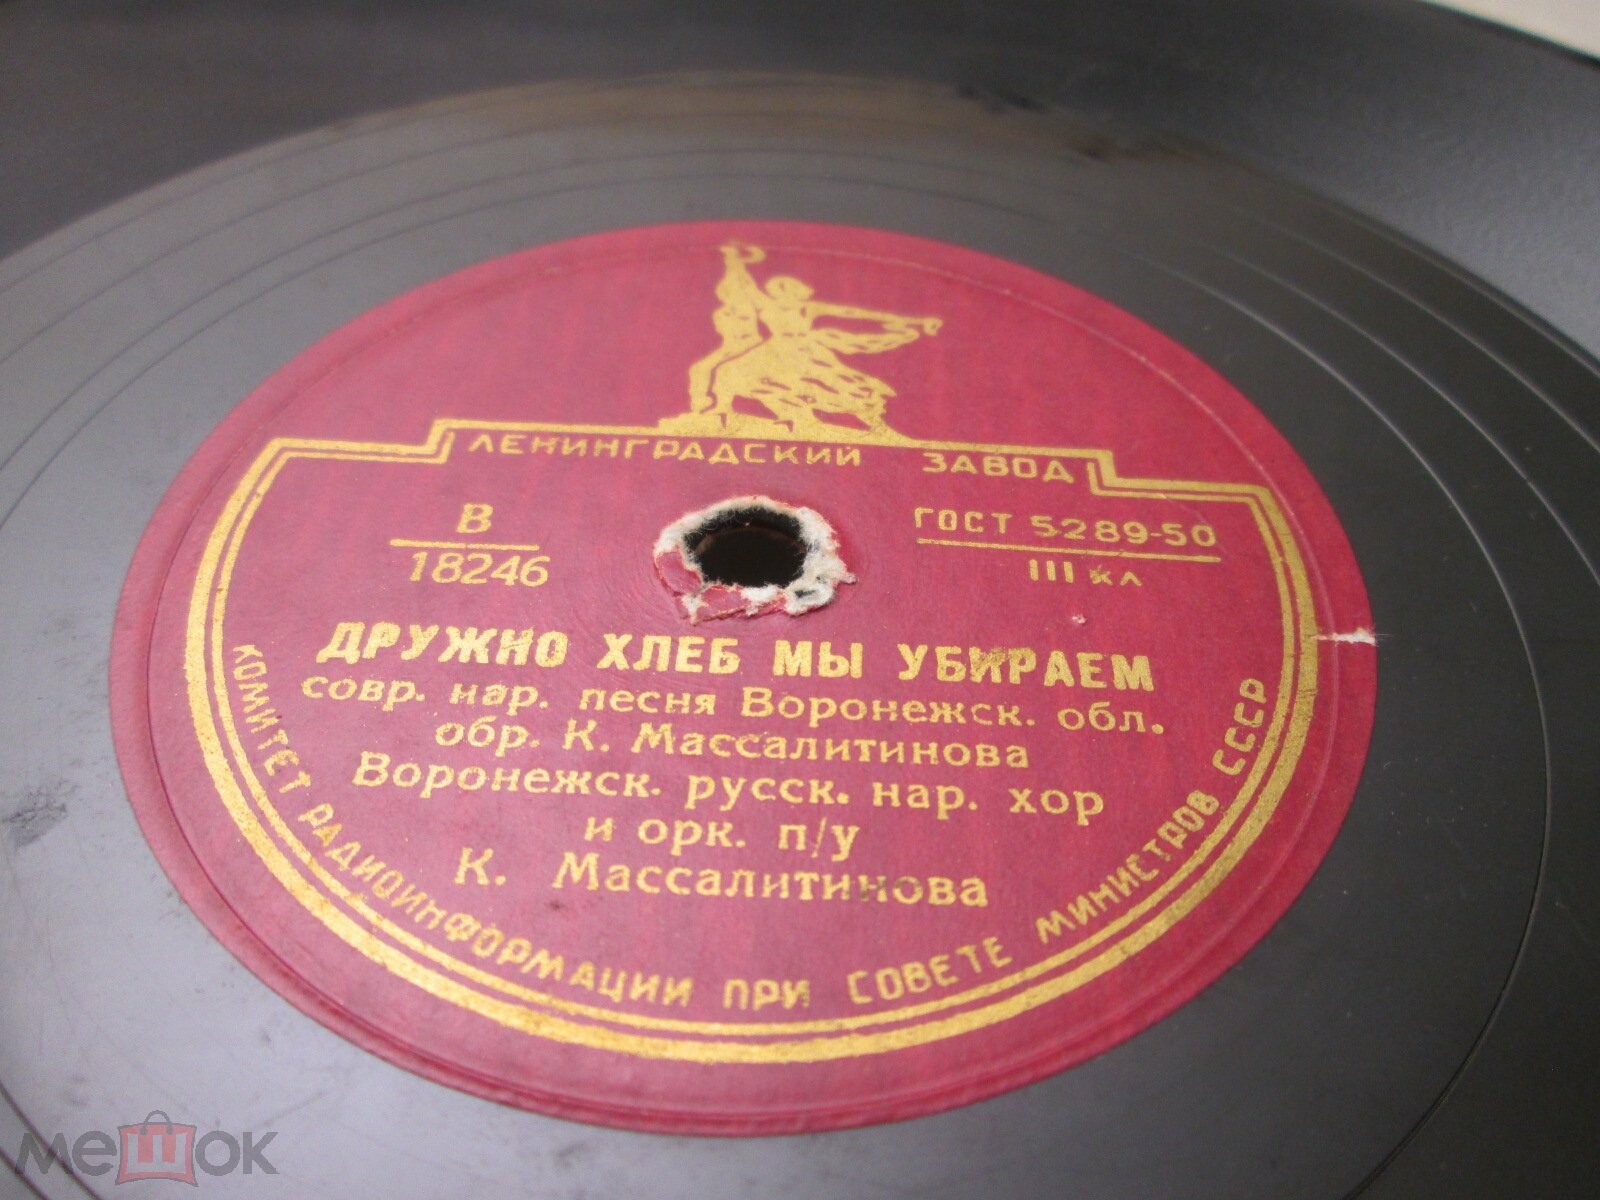 ЛЕНИНГРАДСКИЙ ЗАВОД
В
18246
ГОСТ 5289-50
III кл
ДРУЖНО ХЛЕБ МЫ УБИРАЕМ
совр. нар. песня Воронежск. обл.
обр. К. Массалитинова
Воронежск. русск. нар. хор
и орк. п/у
К. Массалитинова
КОМИТЕТ РАДИОИНФОРМАЦИИ ПРИ СОВЕТЕ МИНИСТРОВ СССР
мешок